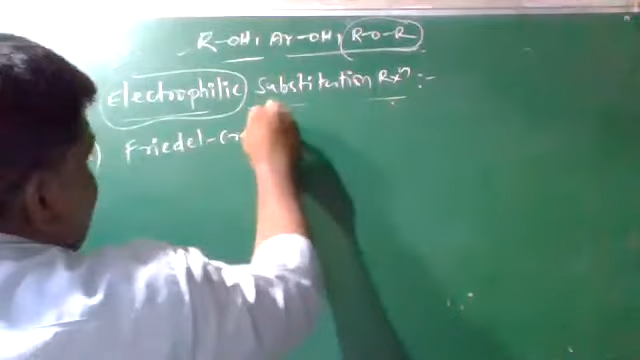 R-OH, Ar-OH, R-O-R
Electrophilic Substitution Rxn :-
) Friedel-Cr